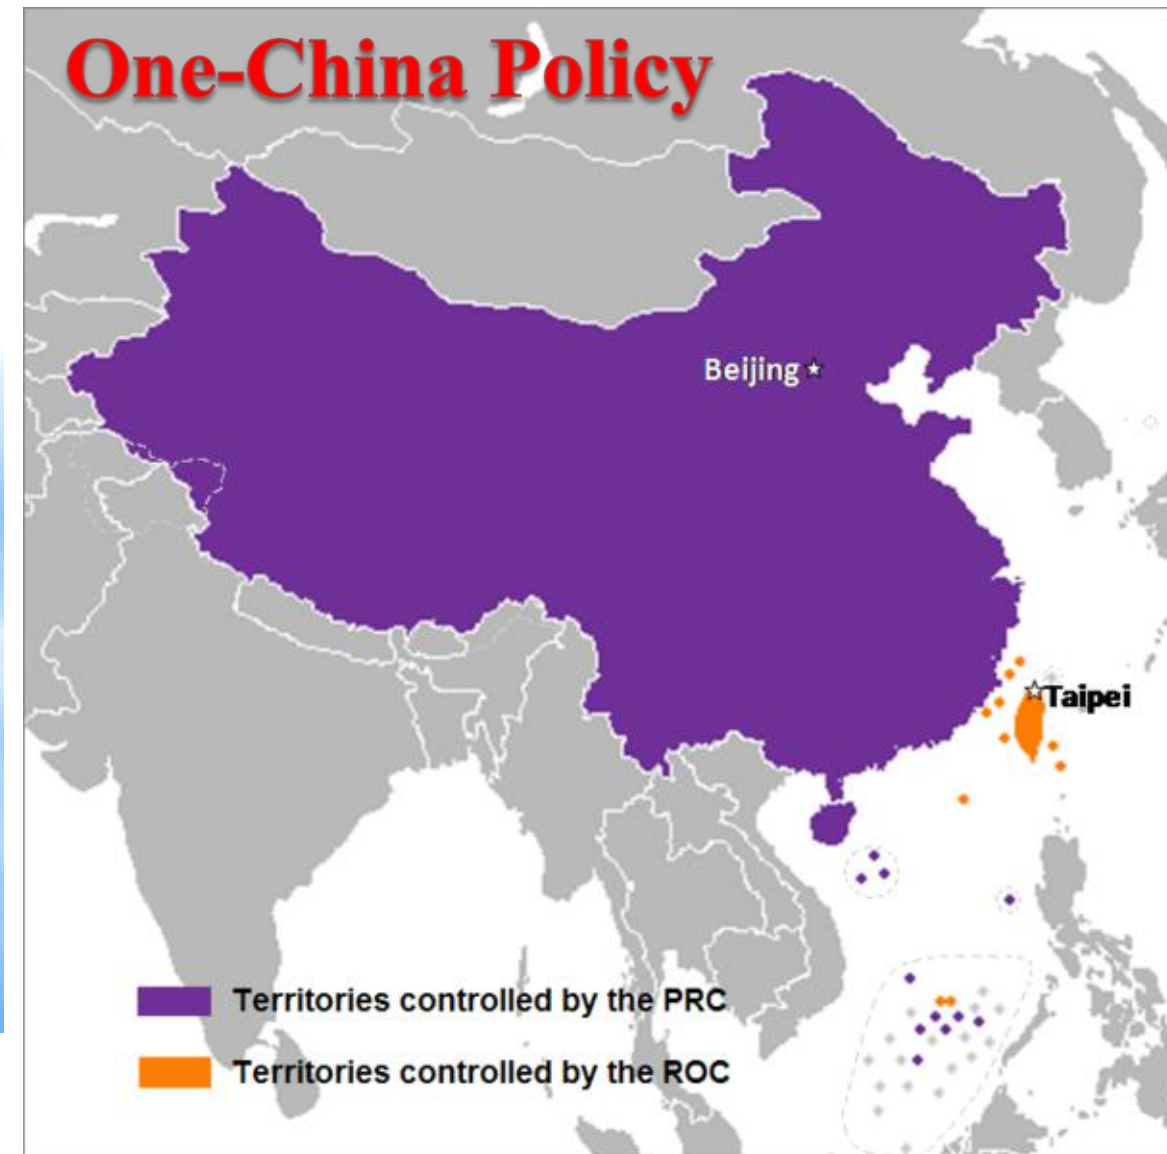 One-China Policy
Beijing
Taipei
Territories controlled by the PRC
Territories controlled by the ROC